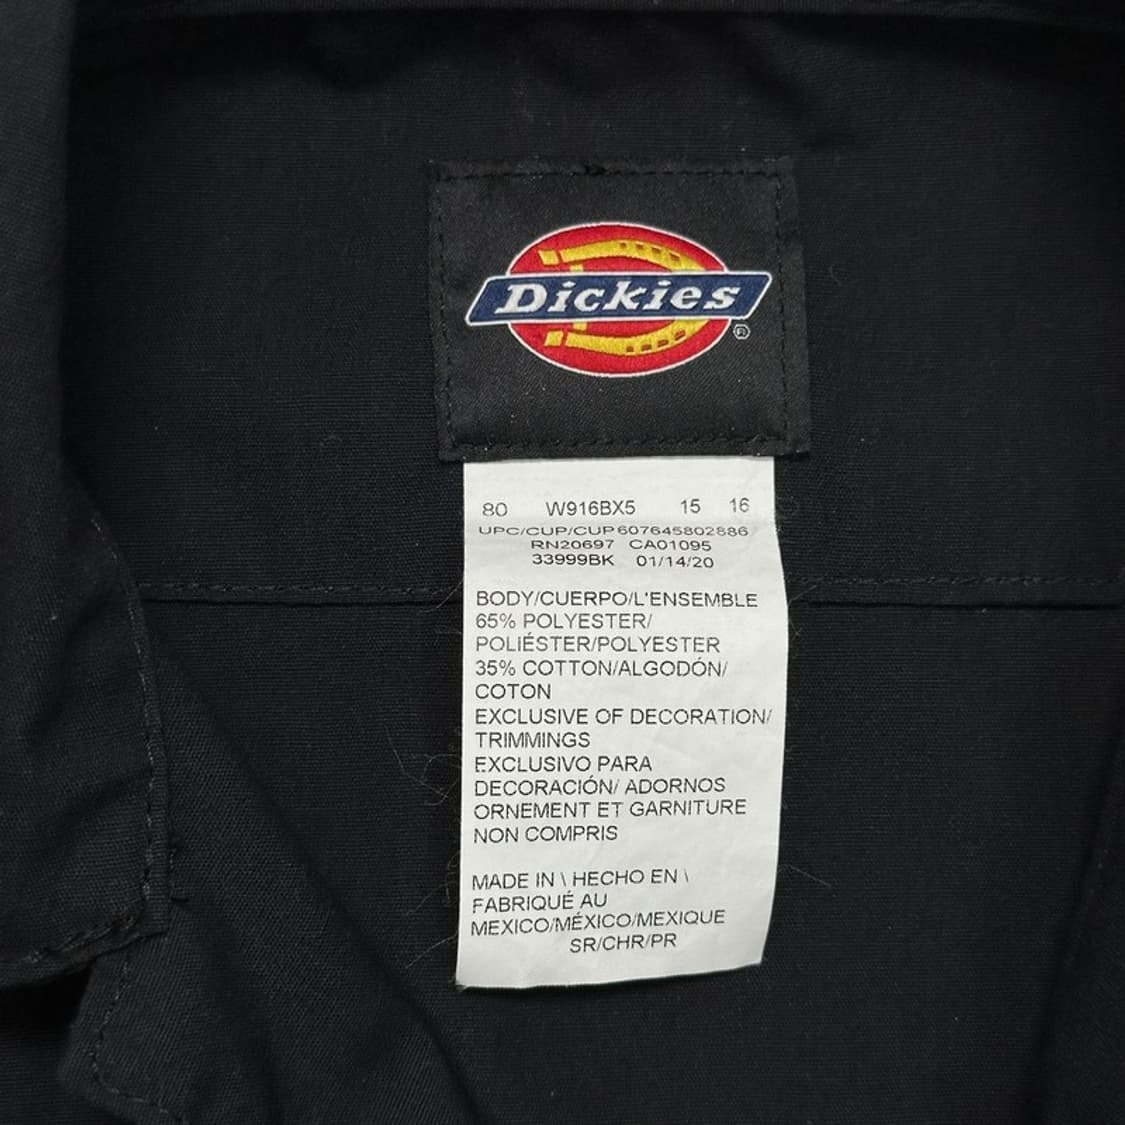 Dickies
80 W916BX5 15 16
UPC/CUP/CUP607645802886
RN20697 CA01095
33999BK 01/14/20
BODY/CUERPO/L'ENSEMBLE
65% POLYESTER/
POLIÉSTER/POLYESTER
35% COTTON/ALGODÓN/
COTON
EXCLUSIVE OF DECORATION/
TRIMMINGS
EXCLUSIVO PARA
DECORACIÓN/ ADORNOS
ORNEMENT ET GARNITURE
NON COMPRIS
MADE IN \ HECHO EN \
FABRIQUÉ AU
MEXICO/MÉXICO/MEXIQUE
SR/CHR/PR